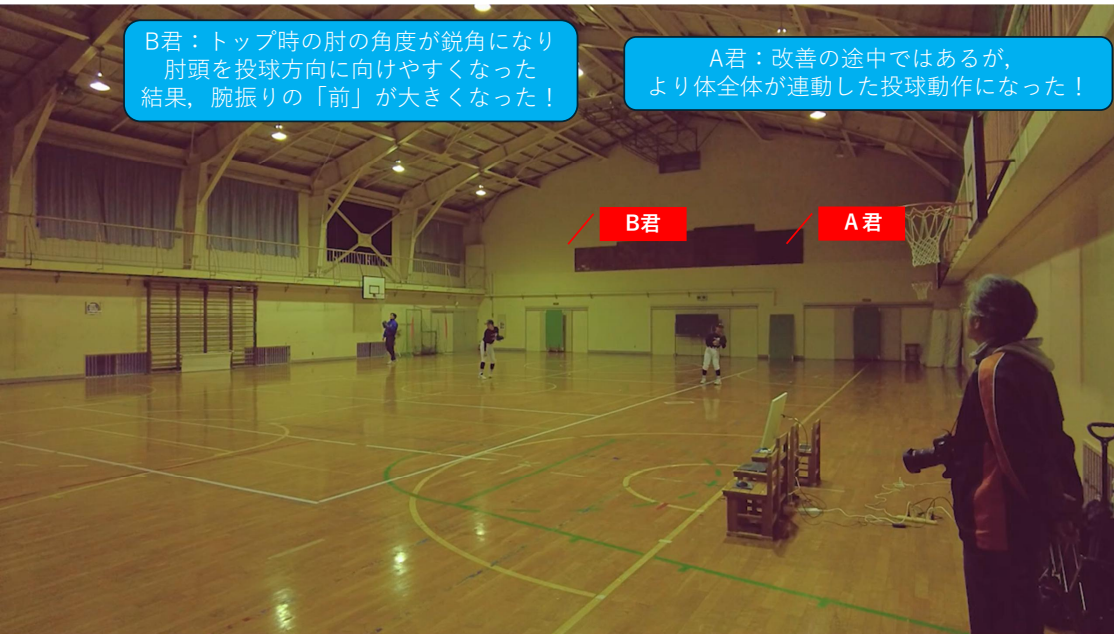 B君：トップ時の肘の角度が鋭角になり
肘頭を投球方向に向けやすくなった
結果，腕振りの「前」が大きくなった！
A君：改善の途中ではあるが，
より体全体が連動した投球動作になった！
B君
A君